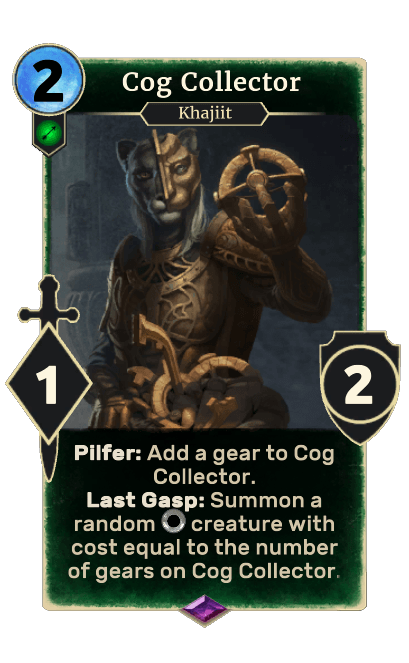 2
Cog Collector
Khajiit
1
2
Pilfer: Add a gear to Cog
Collector.
Last Gasp: Summon a
random creature with
cost equal to the number
of gears on Cog Collector.